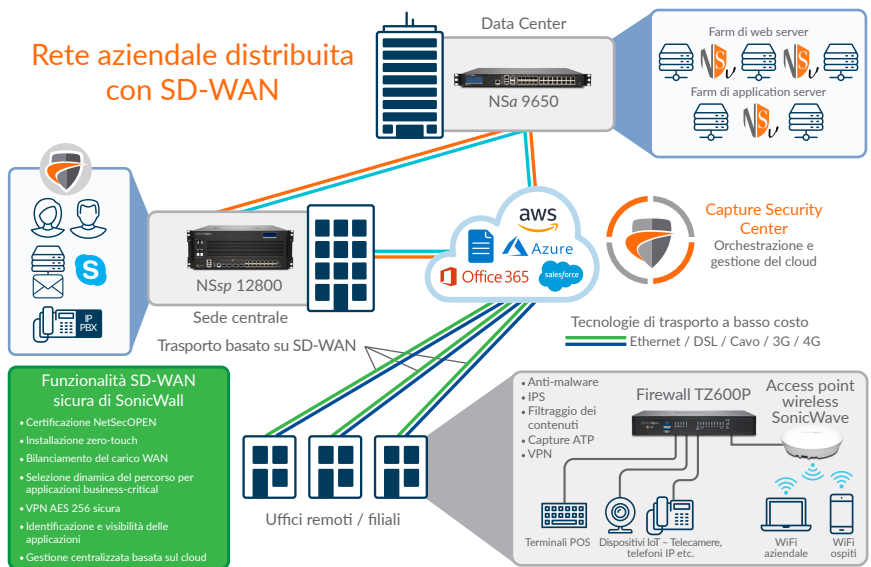 Rete aziendale distribuita
con SD-WAN
Data Center
NSa 9650
Farm di web server
NSv
NSv
Farm di application server
NSv
NSsp 12800
Sede centrale
IP
PBX
aws
Azure
Office 365
salesforce
Capture Security
Center
Orchestrazione e
gestione del cloud
Trasporto basato su SD-WAN
Tecnologie di trasporto a basso costo
Ethernet / DSL / Cavo / 3G / 4G
Funzionalità SD-WAN
sicura di SonicWall
• Certificazione NetSecOPEN
• Installazione zero-touch
• Bilanciamento del carico WAN
• Selezione dinamica del percorso per
applicazioni business-critical
• VPN AES 256 sicura
• Identificazione e visibilità delle
applicazioni
• Gestione centralizzata basata sul cloud
Uffici remoti / filiali
• Anti-malware
• IPS
• Filtraggio dei
contenuti
• Capture ATP
• VPN
Firewall TZ600P
Access point
wireless
SonicWave
Terminali POS
Dispositivi IoT – Telecamere,
telefoni IP etc.
WiFi
aziendale
WiFi
ospiti